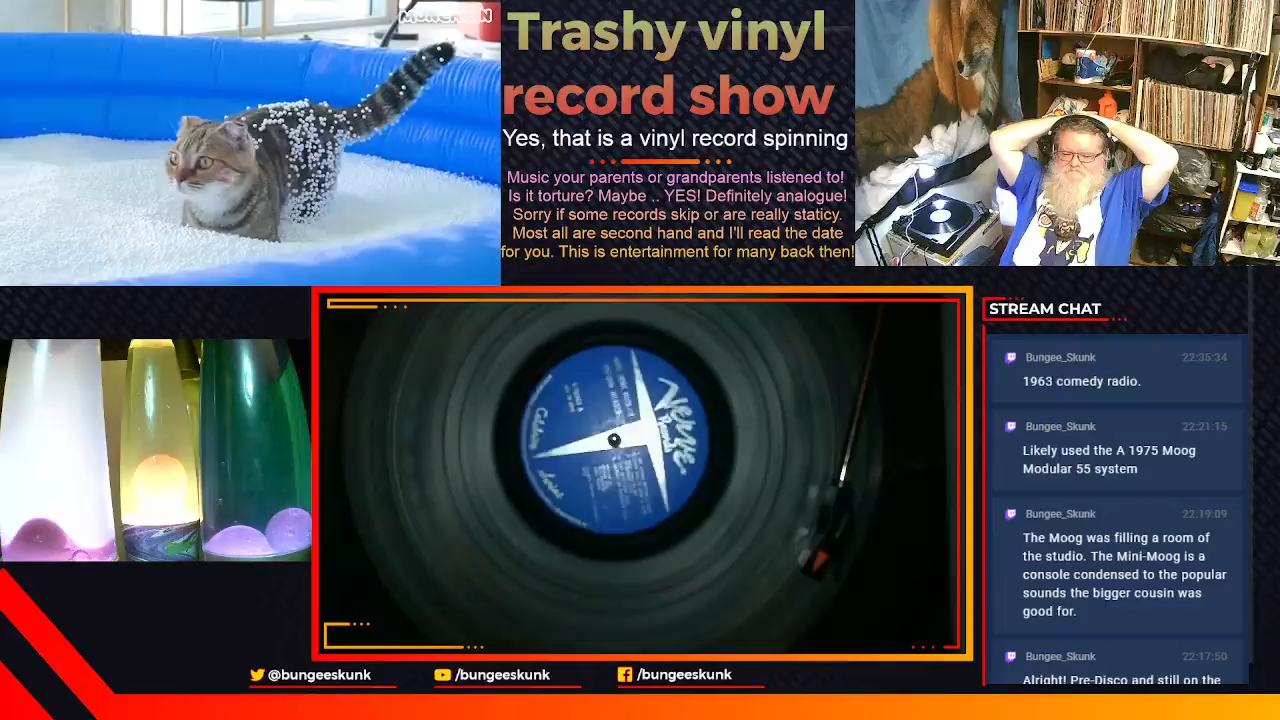 MUNCHKIN
Trashy vinyl
record show
Yes, that is a vinyl record spinning
Music your parents or grandparents listened to!
Is it torture? Maybe .. YES! Definitely analogue!
Sorry if some records skip or are really staticy.
Most all are second hand and I'll read the date
for you. This is entertainment for many back then!
Verve
Records
STREAM CHAT
Bungee_Skunk 22:35:34
1963 comedy radio.
Bungee_Skunk 22:21:15
Likely used the A 1975 Moog
Modular 55 system
Bungee_Skunk 22:19:09
The Moog was filling a room of
the studio. The Mini-Moog is a
console condensed to the popular
sounds the bigger cousin was
good for.
Bungee_Skunk 22:17:50
Alright! Pre-Disco and still on the
@bungeeskunk
/bungeeskunk
/bungeeskunk